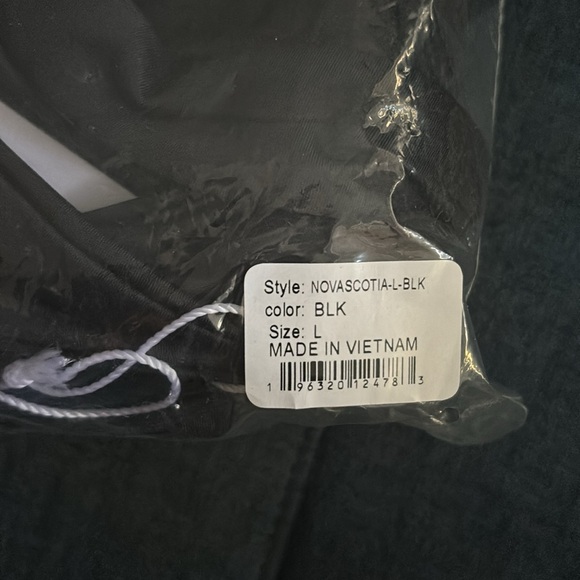 Style: NOVASCOTIA-L-BLK
color: BLK
Size: L
MADE IN VIETNAM
1 96320 12478 3